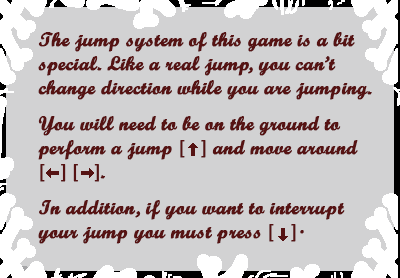 The jump system of this game is a bit
special. Like a real jump, you can't
change direction while you are jumping.
You will need to be on the ground to
perform a jump [↑] and move around
[←] [→].
In addition, if you want to interrupt
your jump you must press [↓].